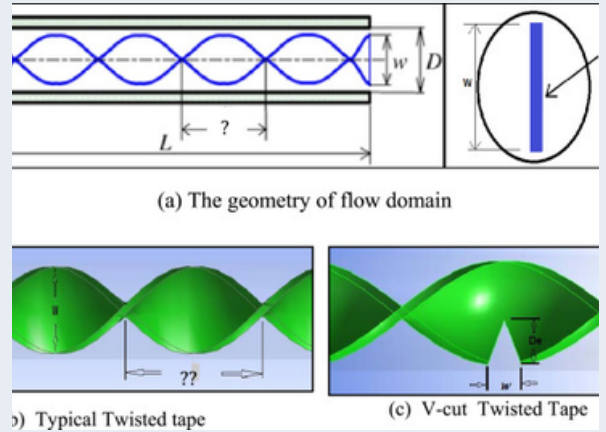 w D
?
L
w
(a) The geometry of flow domain
??
De
w
b) Typical Twisted tape
(c) V-cut Twisted Tape